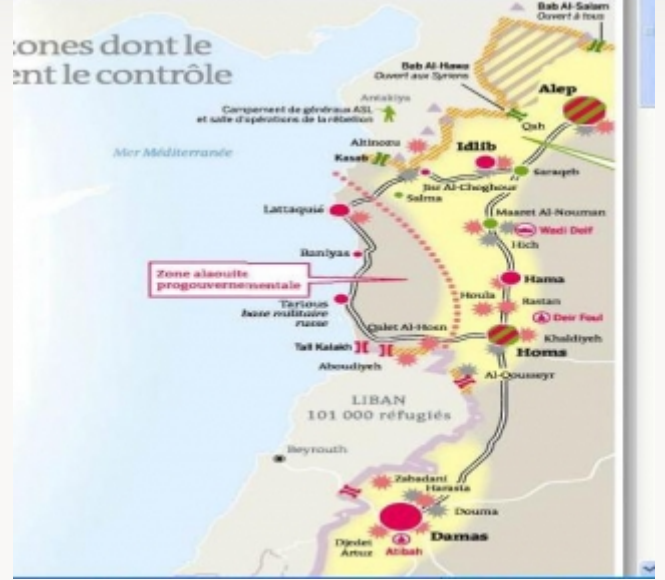 zones dont le
ent le contrôle
Bab Al-Salam
Ouvert à tous
Bab Al-Hawa
Ouvert aux Syriens
Alep
Antakiya
Campement de généraux ASL
et salle d'opérations de la rébellion
Qah
Altinozu
Idlib
Mer Méditerranée
Kasab
Saraqeb
Jisr Al-Choghour
Salma
Lattaquié
Maaret Al-Nouman
Wadi Deif
Hich
Baniyas
Zone alaouite
progouvernementale
Hama
Houla
Rastan
Tartous
base militaire
russe
Deir Foul
Qalet Al-Hosn
Khaldiyeh
Tall Kalakh
Homs
Aboudiyeh
Al-Qousseyr
LIBAN
101 000 réfugiés
Beyrouth
Zabadani
Harasta
Douma
Damas
Djedei
Artuz
Atibah